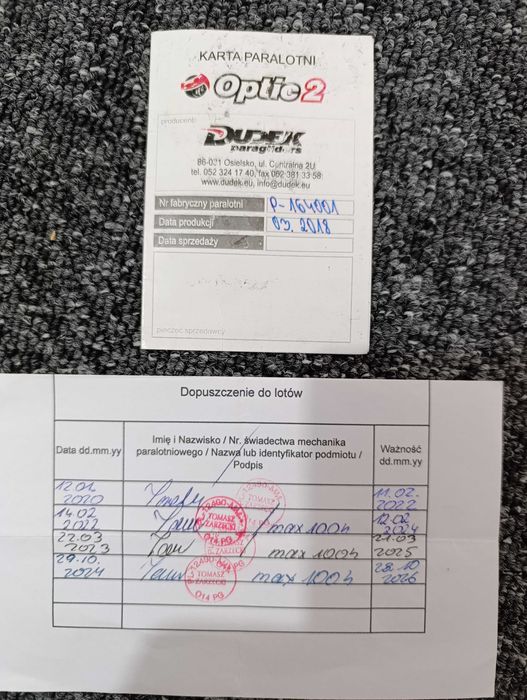 KARTA PARALOTNI
Optic2
producent:
DUDEK
paragliders
86-031 Osielsko, ul. Centralna 2U
tel. 052 324 17 40, fax 052 381 33 58
www.dudek.eu, info@dudek.eu
Nr fabryczny paralotni P-164001
Data produkcji 03.2018
Data sprzedaży
pieczęć sprzedawcy
Dopuszczenie do lotów
Data dd.mm.yy
Imię i Nazwisko / Nr. świadectwa mechanika
paralotniowego / Nazwa lub identyfikator podmiotu /
Podpis
Ważność
dd.mm.yy
12.01. 2020 11.02. 2022
14.02 2022 max 100h 12.02 2024
22.03 2023 max 100h 21.03 2025
29.10. 2024 max 100h 28.10 2026
TOMASZ
014 PG